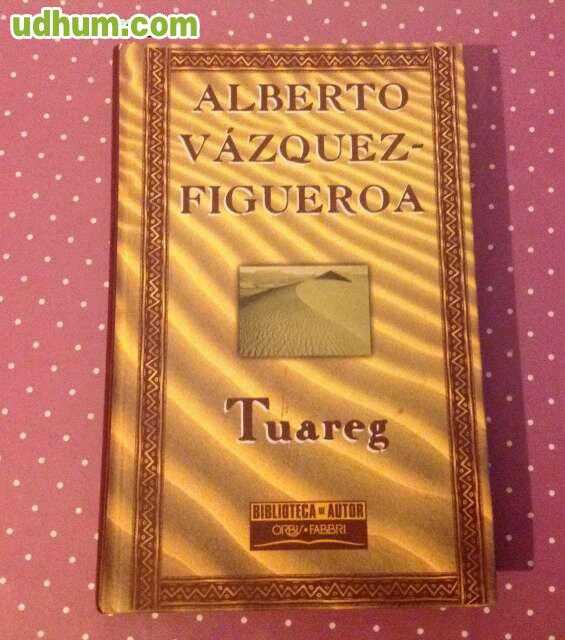 udhum.com
ALBERTO
VÁZQUEZ-
FIGUEROA
Tuareg
BIBLIOTECA DE AUTOR
ORBIS • FABBRI